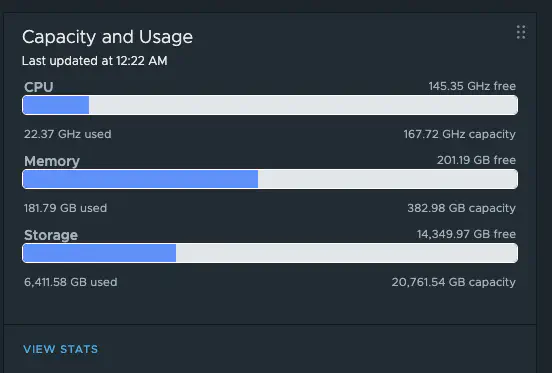 Capacity and Usage
Last updated at 12:22 AM
CPU 145.35 GHz free
22.37 GHz used 167.72 GHz capacity
Memory 201.19 GB free
181.79 GB used 382.98 GB capacity
Storage 14,349.97 GB free
6,411.58 GB used 20,761.54 GB capacity
VIEW STATS